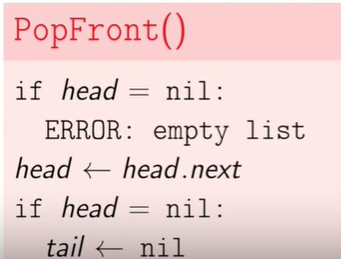 PopFront()
if head = nil:
ERROR: empty list
head ← head.next
if head = nil:
tail ← nil